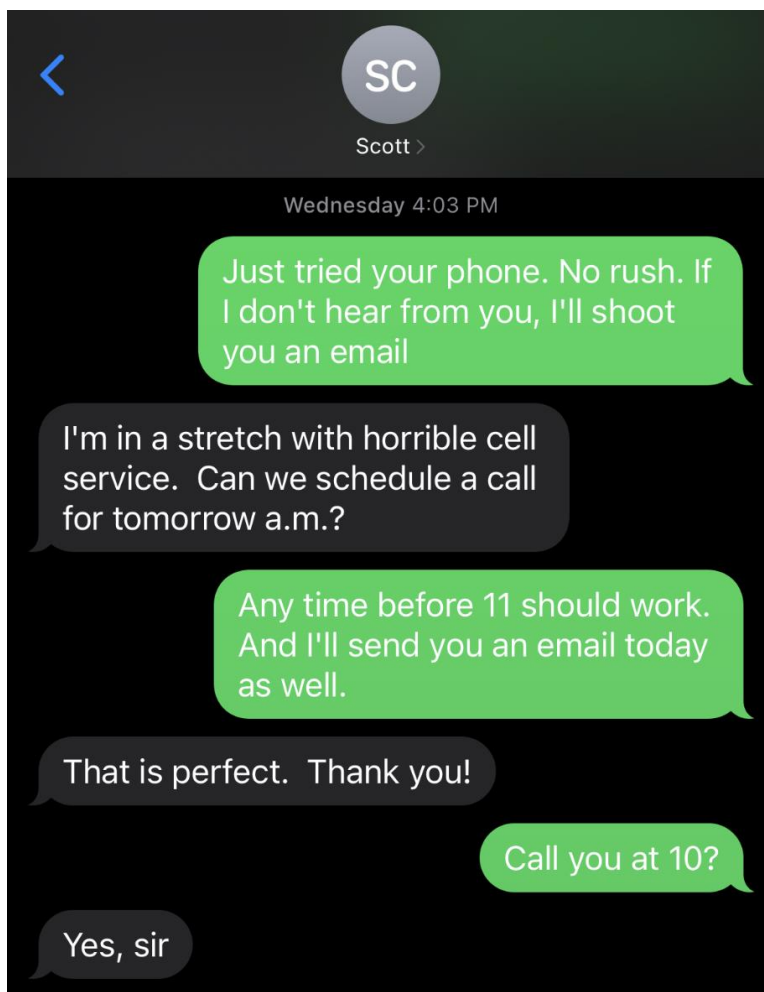 SC
Scott
Wednesday 4:03 PM
Just tried your phone. No rush. If
I don't hear from you, I'll shoot
you an email
I'm in a stretch with horrible cell
service.  Can we schedule a call
for tomorrow a.m.?
Any time before 11 should work.
And I'll send you an email today
as well.
That is perfect.  Thank you!
Call you at 10?
Yes, sir